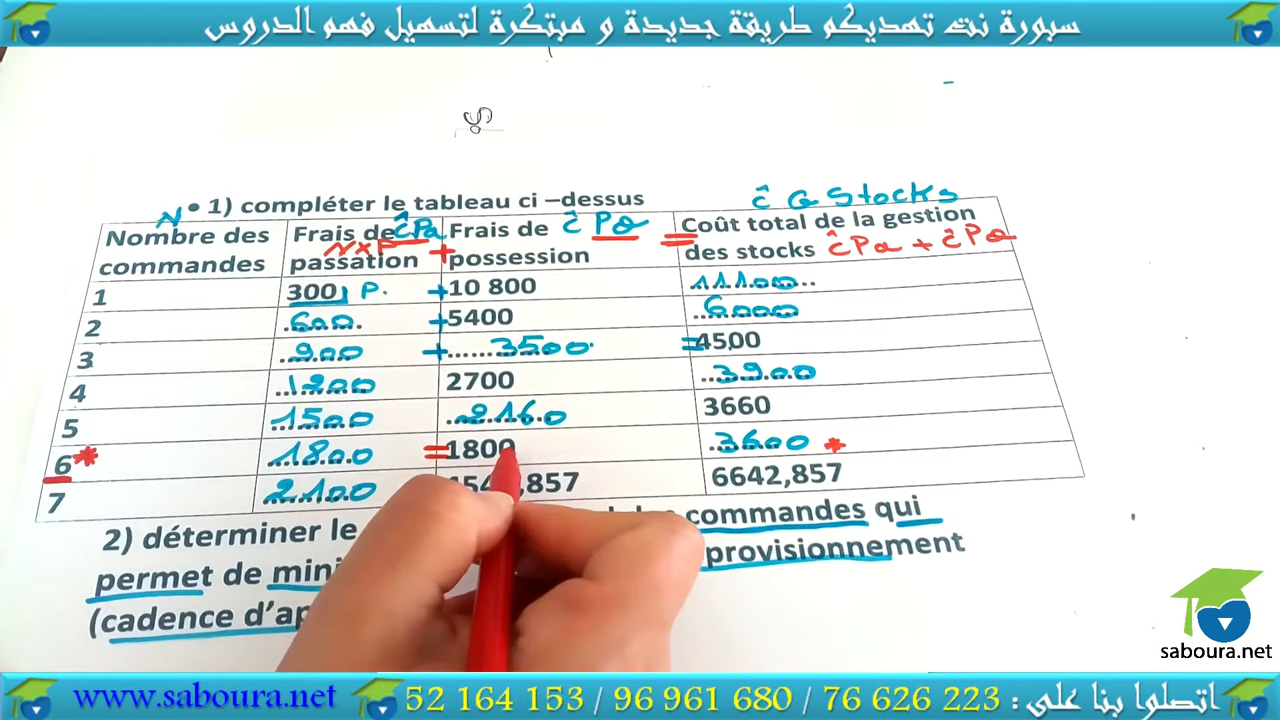 سبورة نت تهديكم طريقة جديدة و مبتكرة لتسهيل فهم الدروس
N • 1) compléter le tableau ci –dessus
ĉ G Stocks
Nombre des commandes
Frais de passation ĉPa N×P
+
Frais de possession ĉ Po
=
Coût total de la gestion des stocks ĉPa + ĉPo
1 300 P. + 10 800 11100
2 600 + 5400 6000
3 900 + 3500 = 4500
4 1200 2700 3900
5 1500 2160 3660
6* 1800 = 1800 3600 *
7 2100 6642,857
2) déterminer le commandes qui
permet de provisionnement
(cadence
saboura.net
www.saboura.net 52 164 153 / 96 961 680 / 76 626 223 : اتصلوا بنا على